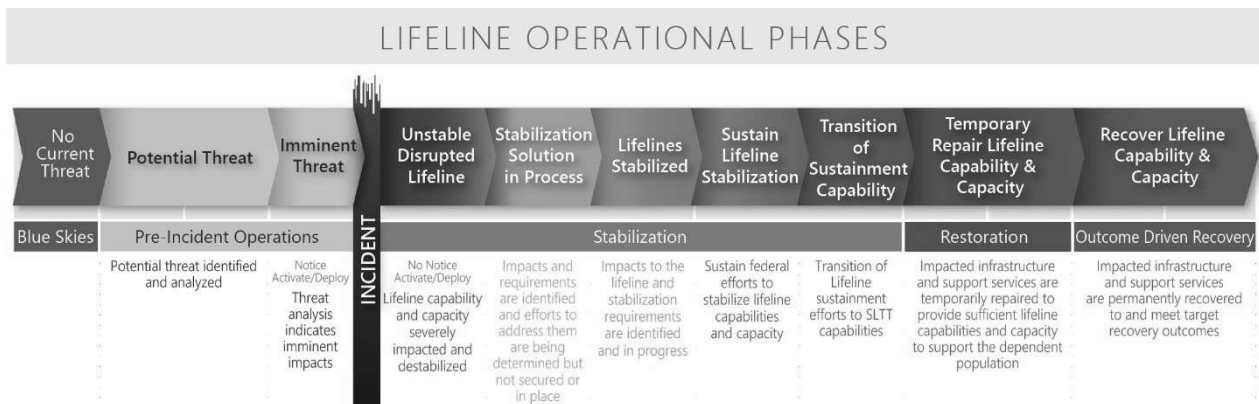 LIFELINE OPERATIONAL PHASES
No
Current
Threat
Potential Threat
Imminent
Threat
INCIDENT
Unstable
Disrupted
Lifeline
Stabilization
Solution
in Process
Lifelines
Stabilized
Sustain
Lifeline
Stabilization
Transition
of
Sustainment
Capability
Temporary
Repair Lifeline
Capability &
Capacity
Recover Lifeline
Capability &
Capacity
Blue Skies
Pre-Incident Operations
Stabilization
Restoration
Outcome Driven Recovery
Potential threat identified
and analyzed
Notice
Activate/Deploy
Threat
analysis
indicates
imminent
impacts
No Notice
Activate/Deploy
Lifeline capability
and capacity
severely
impacted and
destabilized
Impacts and
requirements
are identified
and efforts to
address them
are being
determined but
not secured or
in place
Impacts to the
lifeline and
stabilization
requirements
are identified
and in progress
Sustain federal
efforts to
stabilize lifeline
capabilities
and capacity
Transition of
Lifeline
sustainment
efforts to SLTT
capabilities
Impacted infrastructure
and support services are
temporarily repaired to
provide sufficient lifeline
capabilities and capacity
to support the dependent
population
Impacted infrastructure
and support services
are permanently recovered
to and meet target
recovery outcomes